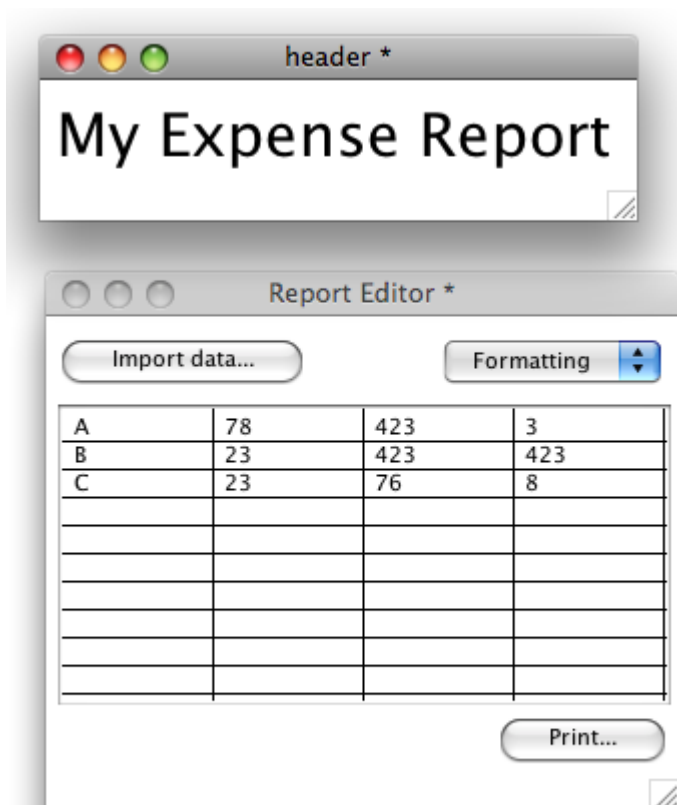 header *
My Expense Report
Report Editor *
Import data... Formatting
A 78 423 3
B 23 423 423
C 23 76 8
Print...